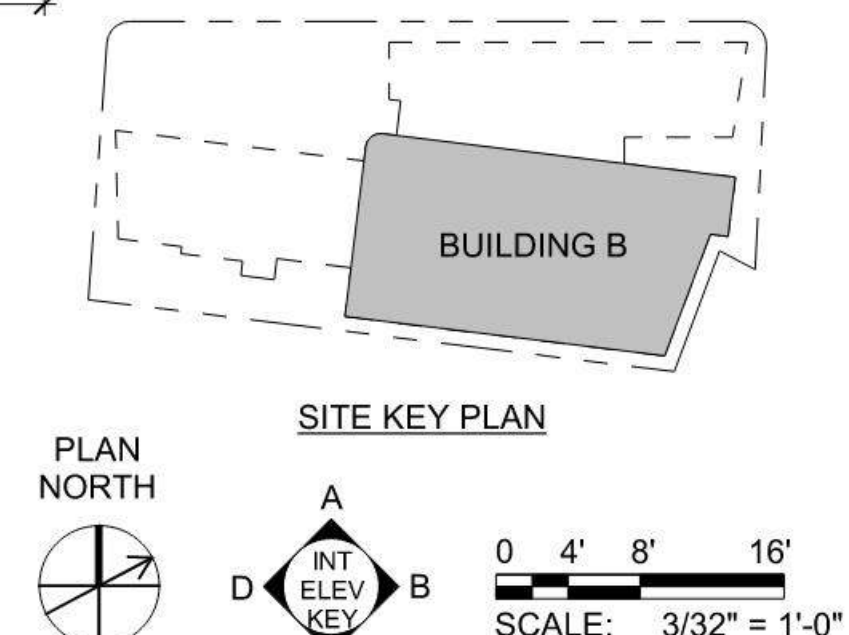 BUILDING B
SITE KEY PLAN
PLAN
NORTH
A
INT
D ELEV B
KEY
0 4' 8' 16'
SCALE: 3/32" = 1'-0"